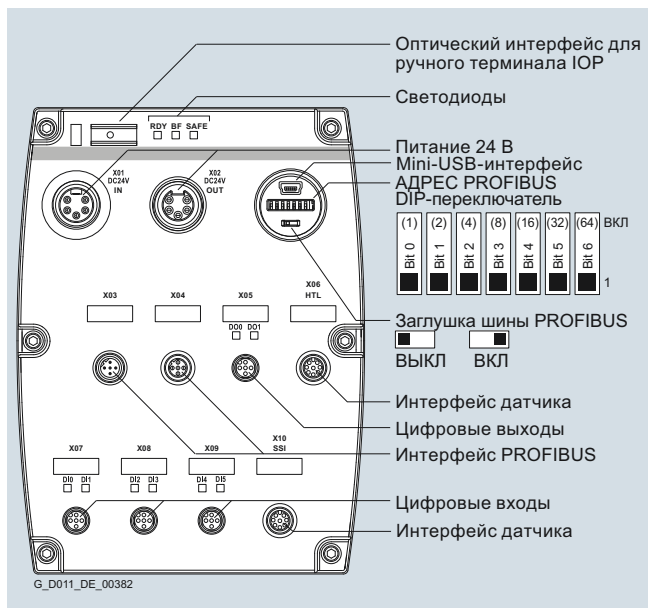 Оптический интерфейс для
ручного терминала IOP
Светодиоды
RDY BF SAFE
Питание 24 В
Mini-USB-интерфейс
АДРЕС PROFIBUS
DIP-переключатель
X01
DC24V
IN
X02
DC24V
OUT
(1) (2) (4) (8) (16) (32) (64) ВКЛ
Bit 0 Bit 1 Bit 2 Bit 3 Bit 4 Bit 5 Bit 6
1
X03 X04 X05 X06
HTL
DO0 DO1
Заглушка шины PROFIBUS
ВЫКЛ ВКЛ
Интерфейс датчика
Цифровые выходы
Интерфейс PROFIBUS
X07 X08 X09 X10
SSI
DI0 DI1 DI2 DI3 DI4 DI5
Цифровые входы
Интерфейс датчика
G_D011_DE_00382